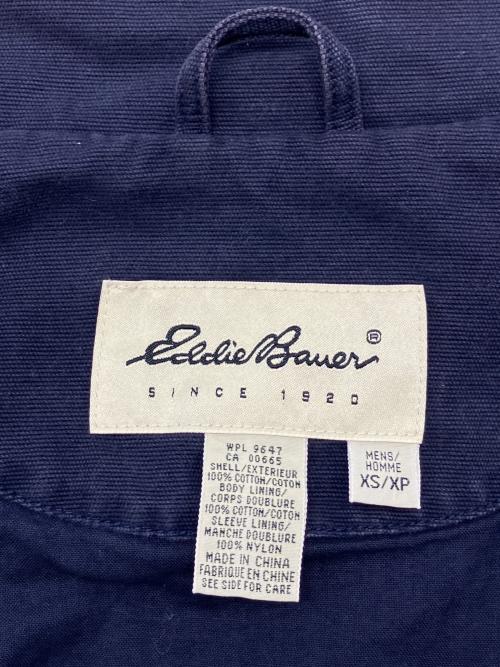 Eddie Bauer®
SINCE 1920
WPL 9647
CA 00665
SHELL/EXTERIEUR
100% COTTON/COTON
BODY LINING/
CORPS DOUBLURE
100% COTTON/COTON
SLEEVE LINING/
MANCHE DOUBLURE
100% NYLON
MADE IN CHINA
FABRIQUE EN CHINE
SEE SIDE FOR CARE
MENS/
HOMME
XS/XP